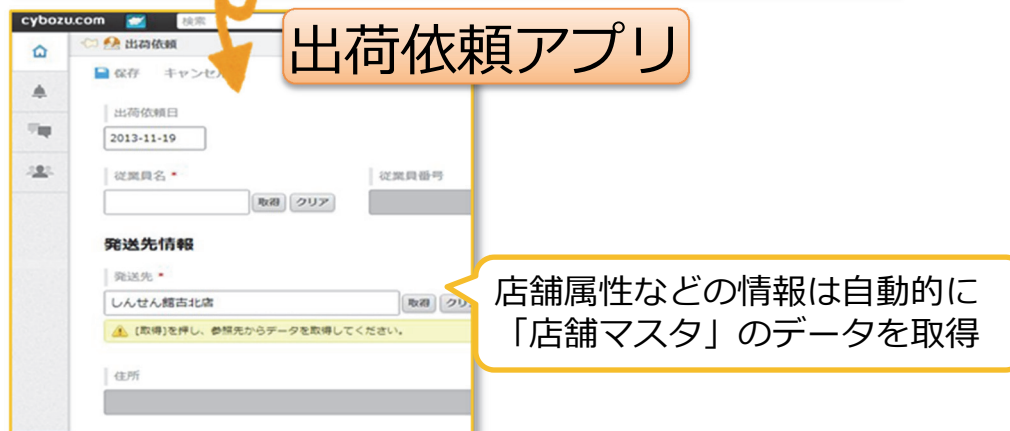 cybozu.com 検索
出荷依頼アプリ
出荷依頼
保存 キャンセル
出荷依頼日
2013-11-19
従業員名 * 従業員番号
取得 クリア
発送先情報
発送先 *
しんせん館古北店 取得 クリ
[取得]を押し、参照先からデータを取得してください。
住所
店舗属性などの情報は自動的に
「店舗マスタ」のデータを取得